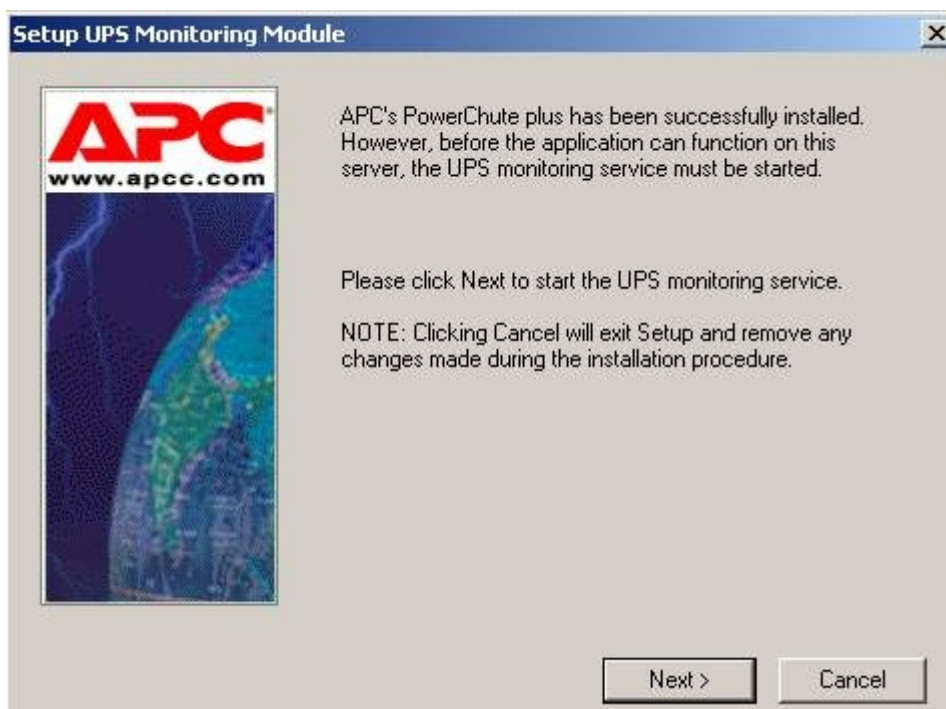 Setup UPS Monitoring Module
APC
www.apcc.com
APC's PowerChute plus has been successfully installed.
However, before the application can function on this
server, the UPS monitoring service must be started.
Please click Next to start the UPS monitoring service.
NOTE: Clicking Cancel will exit Setup and remove any
changes made during the installation procedure.
Next >
Cancel